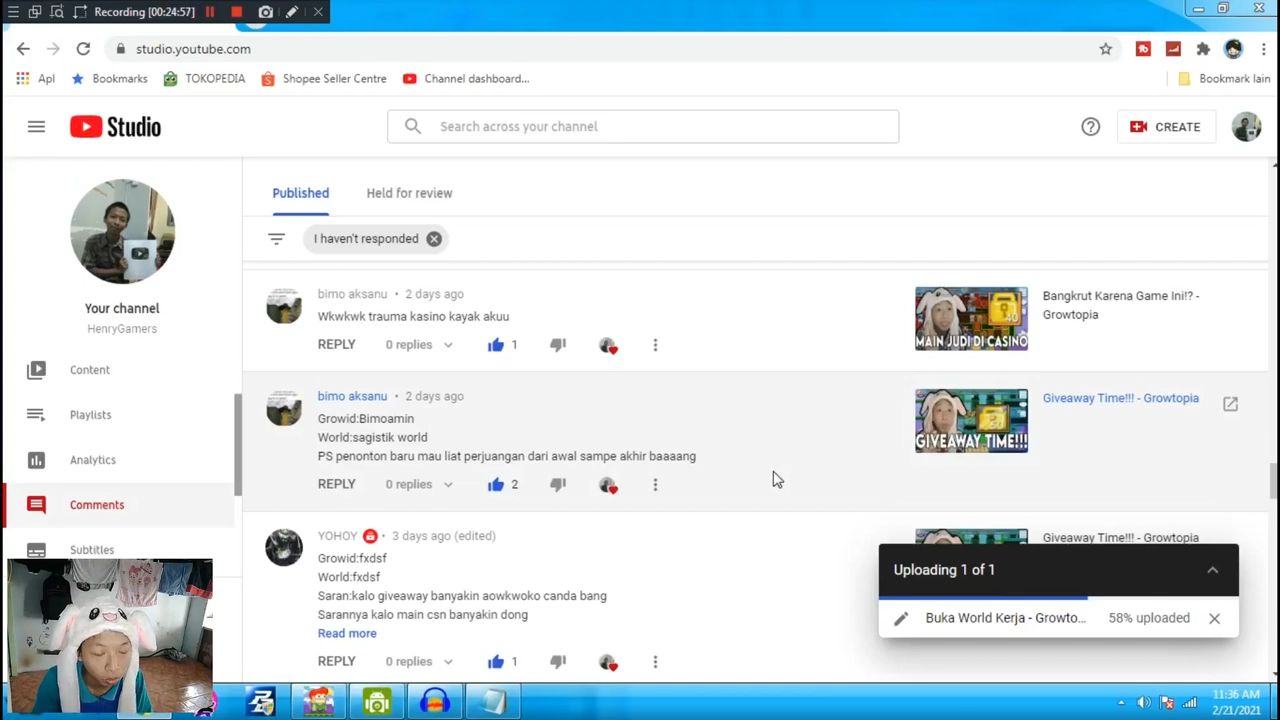 Recording (00:24:57)
studio.youtube.com
Apl
Bookmarks
TOKOPEDIA
Shopee Seller Centre
Channel dashboard...
Bookmark lain
Studio
Search across your channel
CREATE
Your channel
HenryGamers
Content
Playlists
Analytics
Comments
Subtitles
Published
Held for review
I haven't responded
bimo aksanu • 2 days ago
Wkwkwk trauma kasino kayak akuu
REPLY 0 replies 1
MAIN JUDI DI CASINO
Bangkrut Karena Game Ini!? -
Growtopia
bimo aksanu • 2 days ago
Growid:Bimoamin
World:sagistik world
PS penonton baru mau liat perjuangan dari awal sampe akhir baaaang
REPLY 0 replies 2
GIVEAWAY TIME!!!
Giveaway Time!!! - Growtopia
YOHOY • 3 days ago (edited)
Growid:fxdsf
World:fxdsf
Saran:kalo giveaway banyakin aowkwoko canda bang
Sarannya kalo main csn banyakin dong
Read more
REPLY 0 replies 1
Giveaway Time!!! - Growtopia
Uploading 1 of 1
Buka World Kerja - Growto... 58% uploaded
11:36 AM
2/21/2021